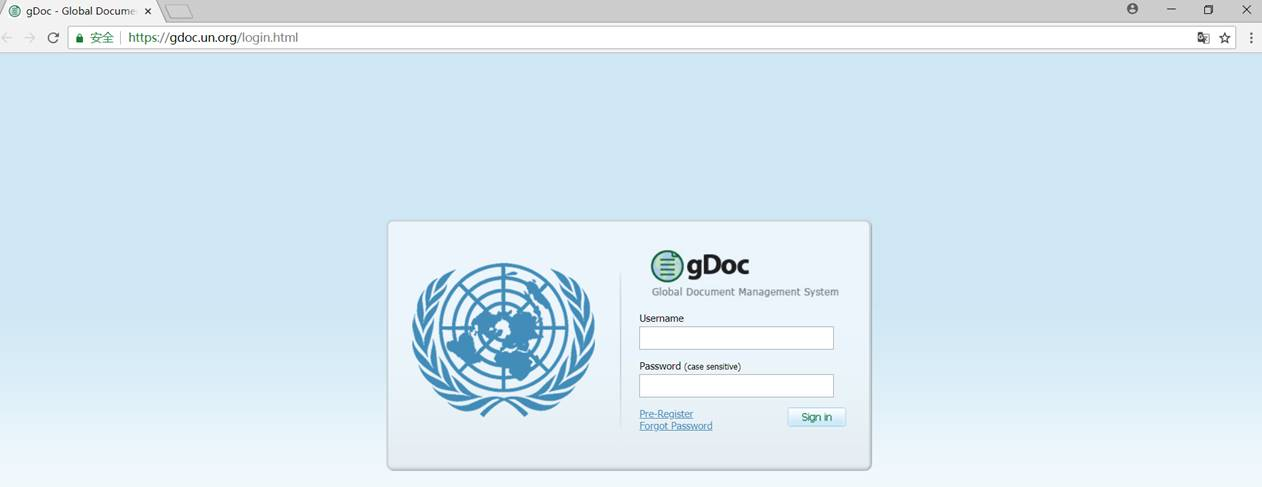 gDoc - Global Docume
安全 https://gdoc.un.org/login.html
gDoc
Global Document Management System
Username
Password (case sensitive)
Pre-Register
Forgot Password
Sign in